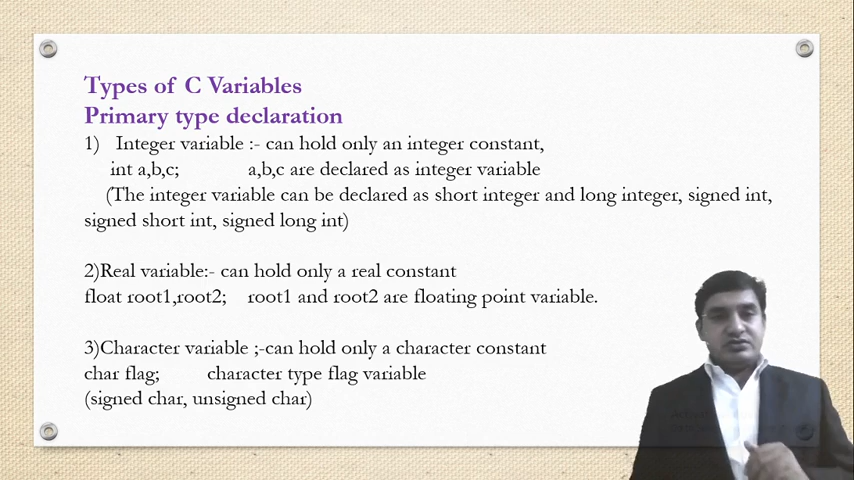 Types of C Variables
Primary type declaration
1) Integer variable :- can hold only an integer constant,
int a,b,c; a,b,c are declared as integer variable
(The integer variable can be declared as short integer and long integer, signed int,
signed short int, signed long int)
2)Real variable:- can hold only a real constant
float root1,root2; root1 and root2 are floating point variable.
3)Character variable ;-can hold only a character constant
char flag; character type flag variable
(signed char, unsigned char)